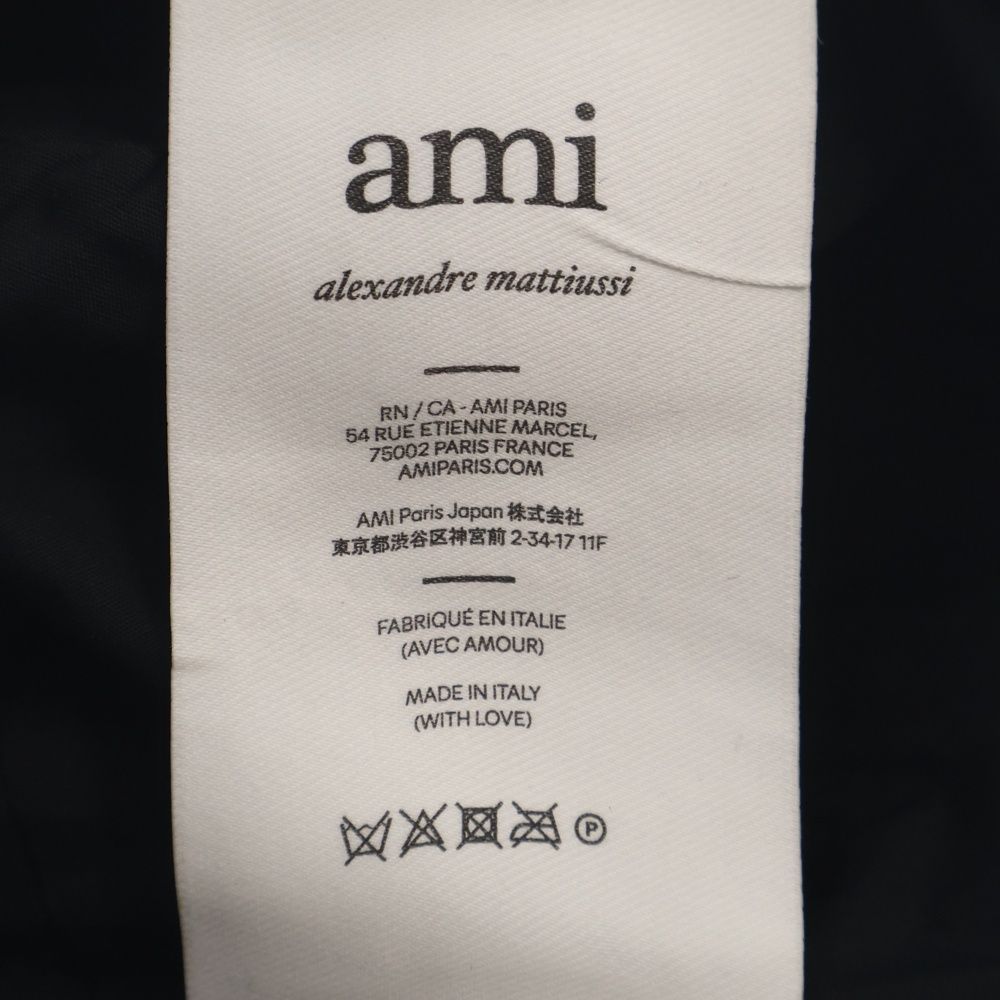 ami
alexandre mattiussi
RN / CA - AMI PARIS
54 RUE ETIENNE MARCEL,
75002 PARIS FRANCE
AMIPARIS.COM
AMI Paris Japan 株式会社
東京都渋谷区神宮前 2-34-17 11F
FABRIQUÉ EN ITALIE
(AVEC AMOUR)
MADE IN ITALY
(WITH LOVE)
P